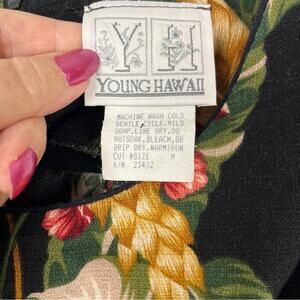 Y H
YOUNG HAWAII
MACHINE WASH COLD
GENTLE CYCLE.MILD
SOAP.LINE DRY.DO
NOTSOAK,BLEACH,OR
DRIP DRY.WARMIRON
CUT #SIZE M
R/N 23432